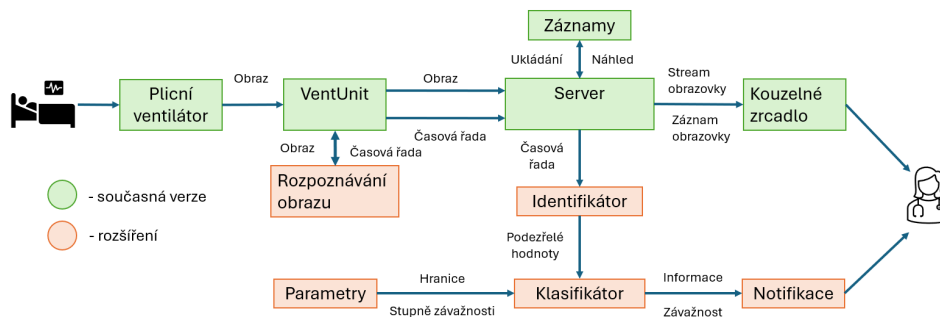 Záznamy
Ukládání
Náhled
Obraz
Obraz
Stream
obrazovky
Plicní
ventilátor
VentUnit
Server
Kouzelné
zrcadlo
Záznam
obrazovky
Časová řada
Obraz
Časová řada
Časová
řada
Rozpoznávání
obrazu
- současná verze
Identifikátor
- rozšíření
Podezřelé
hodnoty
Hranice
Informace
Parametry
Klasifikátor
Notifikace
Stupně závažnosti
Závažnost